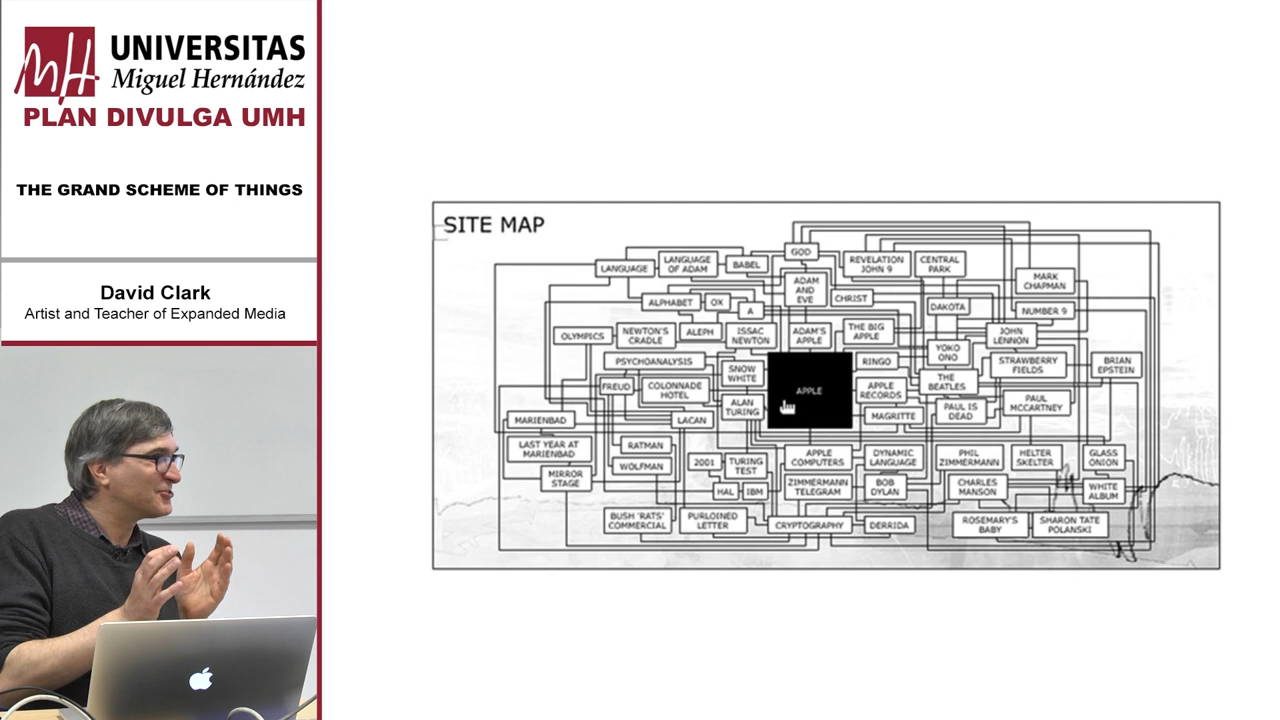 UNIVERSITAS
Miguel Hernández
PLAN DIVULGA UMH
THE GRAND SCHEME OF THINGS
David Clark
Artist and Teacher of Expanded Media
SITE MAP
GOD
LANGUAGE
LANGUAGE
OF ADAM
BABEL
REVELATION
JOHN 9
CENTRAL
PARK
MARK
CHAPMAN
ADAM
AND
EVE
CHRIST
ALPHABET
OX
A
DAKOTA
NUMBER 9
OLYMPICS
NEWTON'S
CRADLE
ALEPH
ISSAC
NEWTON
ADAM'S
APPLE
THE BIG
APPLE
JOHN
LENNON
YOKO
ONO
PSYCHOANALYSIS
SNOW
WHITE
APPLE
RINGO
STRAWBERRY
FIELDS
BRIAN
EPSTEIN
FREUD
COLONNADE
HOTEL
APPLE
RECORDS
THE
BEATLES
ALAN
TURING
PAUL
MCCARTNEY
MARIENBAD
LACAN
MAGRITTE
PAUL IS
DEAD
LAST YEAR AT
MARIENBAD
RATMAN
WOLFMAN
2001
TURING
TEST
APPLE
COMPUTERS
DYNAMIC
LANGUAGE
PHIL
ZIMMERMANN
HELTER
SKELTER
GLASS
ONION
MIRROR
STAGE
HAL
IBM
ZIMMERMANN
TELEGRAM
BOB
DYLAN
CHARLES
MANSON
WHITE
ALBUM
BUSH 'RATS'
COMMERCIAL
PURLOINED
LETTER
CRYPTOGRAPHY
DERRIDA
ROSEMARY'S
BABY
SHARON TATE
POLANSKI